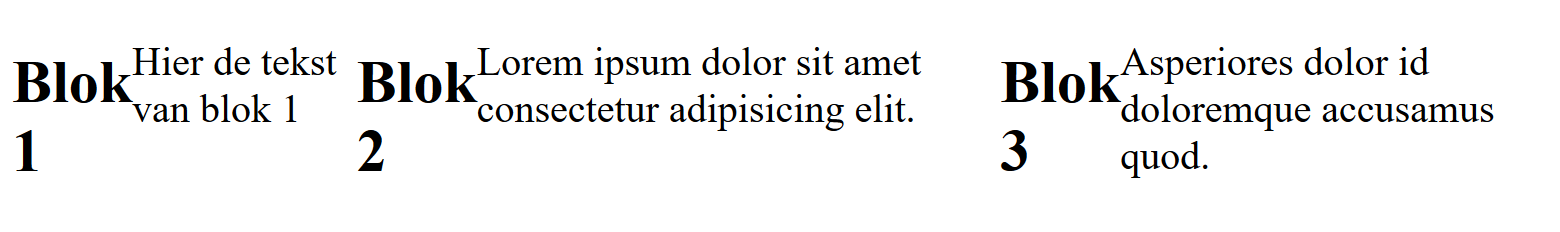 Blok
1
Hier de tekst
van blok 1
Blok
2
Lorem ipsum dolor sit amet
consectetur adipisicing elit.
Blok
3
Asperiores dolor id
doloremque accusamus
quod.